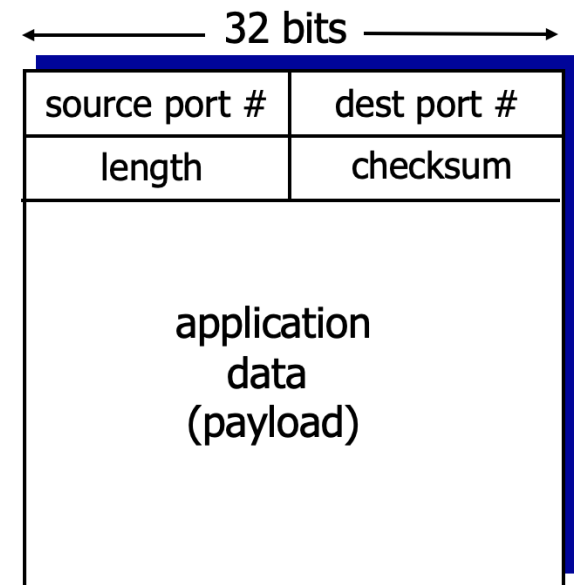 32 bits
source port # dest port #
length checksum
application
data
(payload)